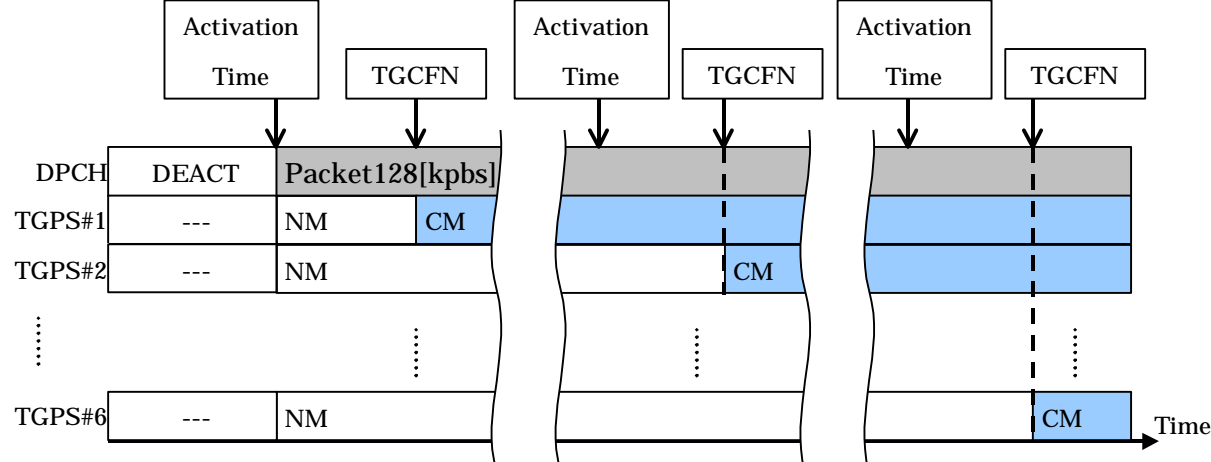 Activation
Time
TGCFN
Activation
Time
TGCFN
Activation
Time
TGCFN
DPCH DEACT Packet128[kpbs]
TGPS#1 --- NM CM
TGPS#2 --- NM CM
TGPS#6 --- NM CM
Time